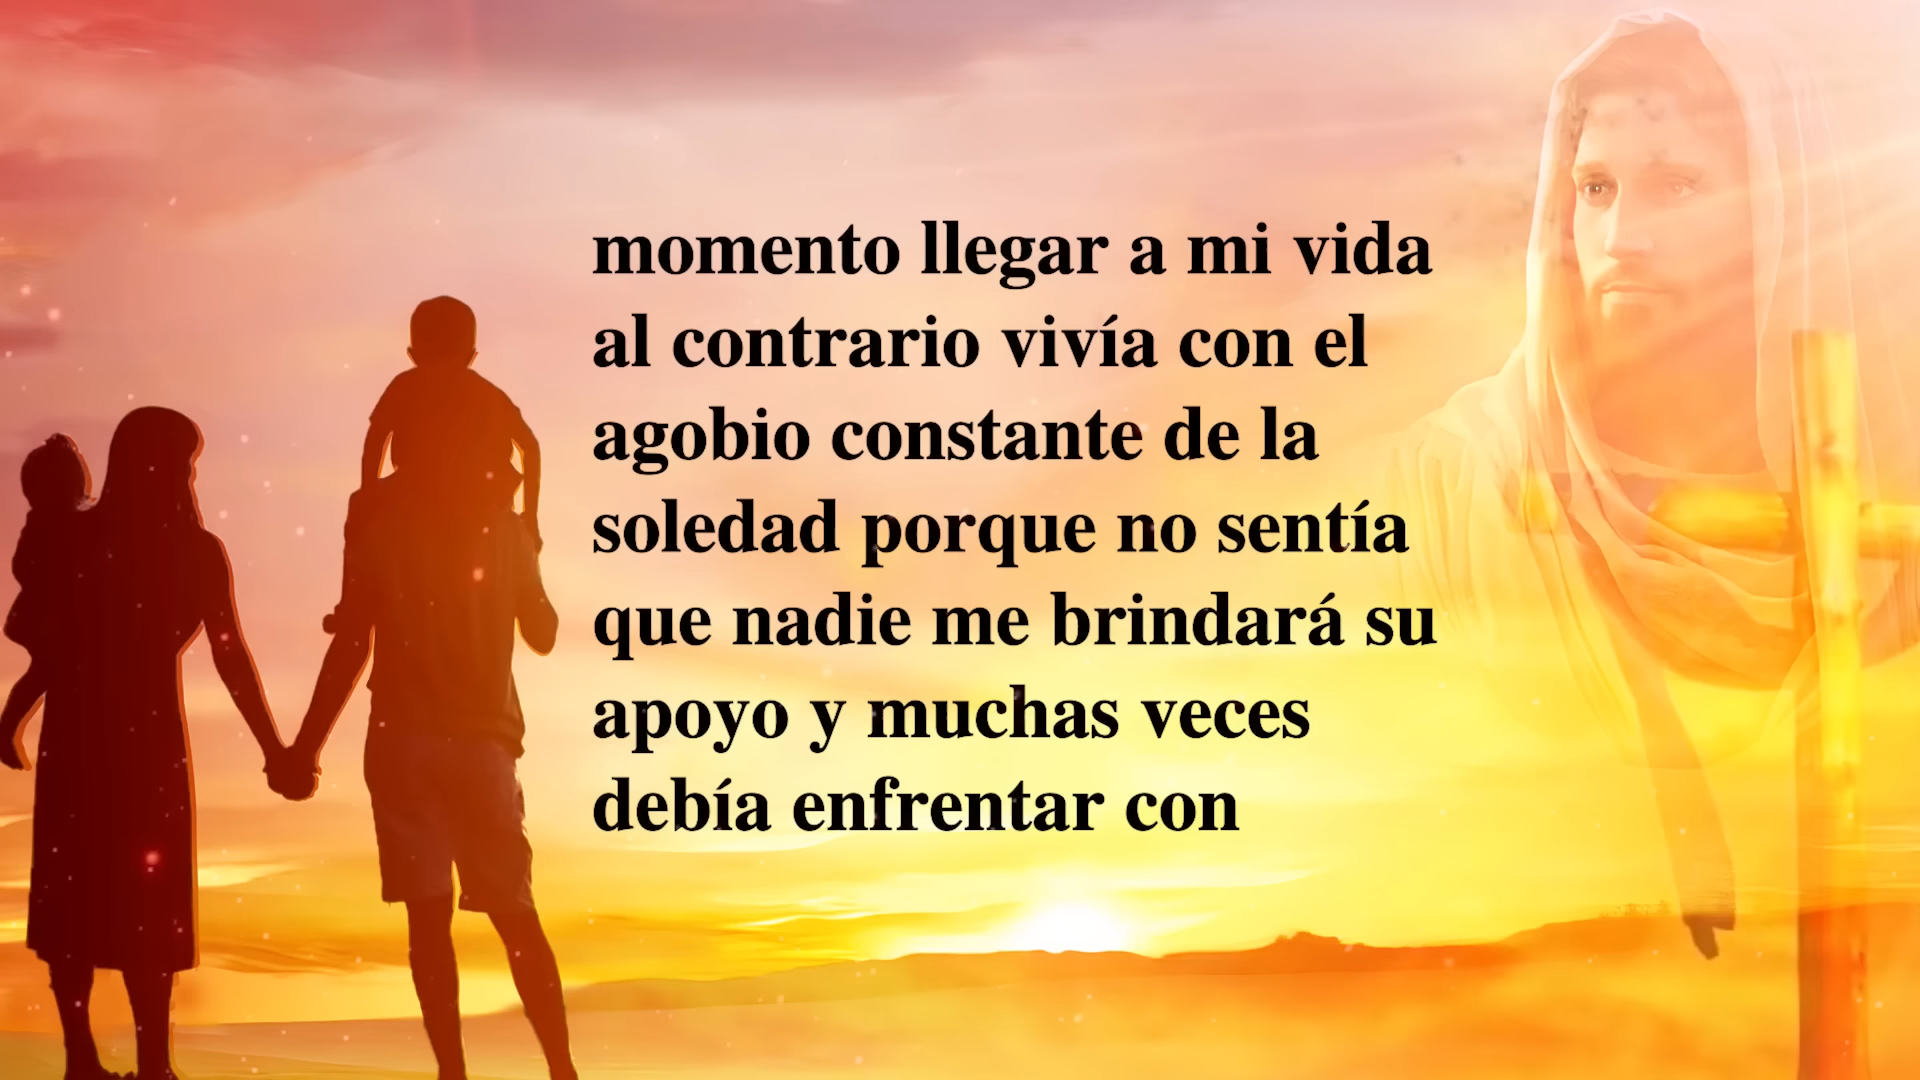 momento llegar a mi vida
al contrario vivía con el
agobio constante de la
soledad porque no sentía
que nadie me brindará su
apoyo y muchas veces
debía enfrentar con